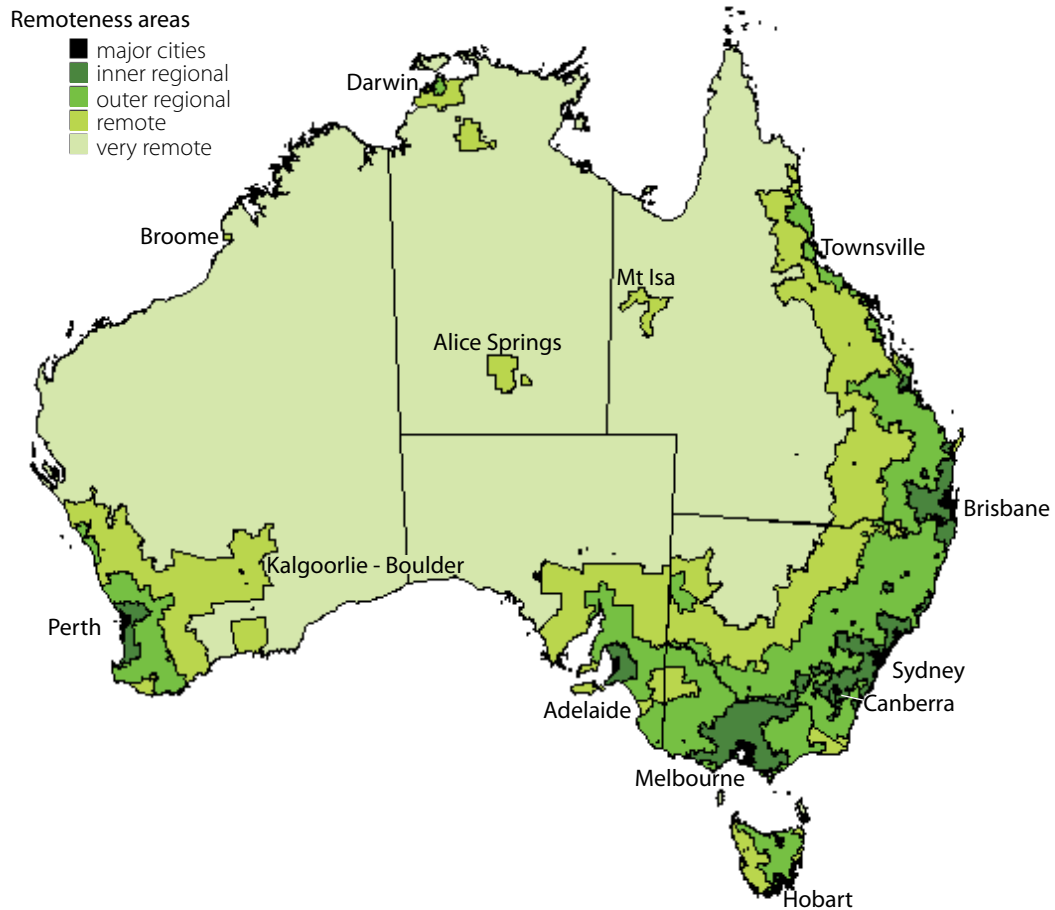 Remoteness areas
major cities
inner regional
outer regional
remote
very remote
Darwin
Broome
Townsville
Mt Isa
Alice Springs
Brisbane
Kalgoorlie - Boulder
Perth
Sydney
Canberra
Adelaide
Melbourne
Hobart